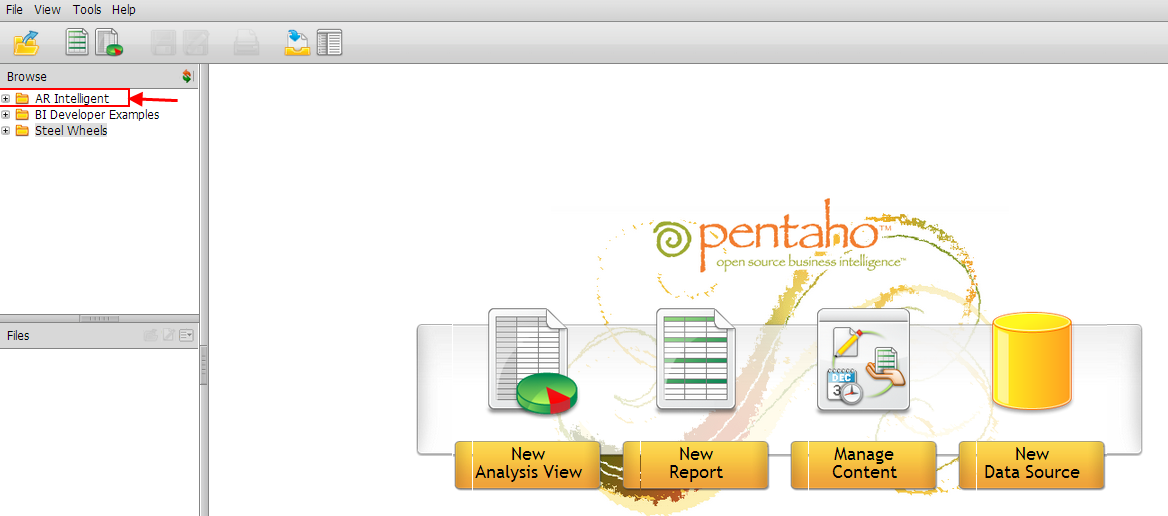 File View Tools Help
Browse
AR Intelligent
BI Developer Examples
Steel Wheels
Files
pentaho™
open source business intelligence™
DEC
3
New
Analysis View
New
Report
Manage
Content
New
Data Source